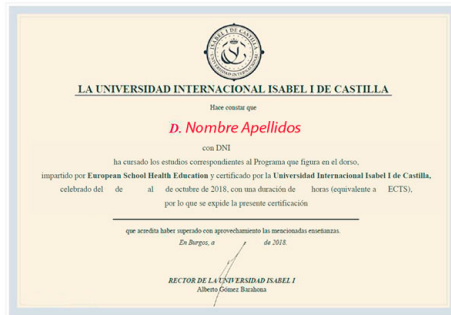 LA UNIVERSIDAD INTERNACIONAL ISABEL I DE CASTILLA
Hace constar que
D. Nombre Apellidos
con DNI
ha cursado los estudios correspondientes al Programa que figura en el dorso,
impartido por European School Health Education y certificado por la Universidad Internacional Isabel I de Castilla,
celebrado del de al de octubre de 2018, con una duración de horas (equivalente a ECTS),
por lo que se expide la presente certificación
que acredita haber superado con aprovechamiento las mencionadas enseñanzas.
En Burgos, a de 2018.
RECTOR DE LA UNIVERSIDAD ISABEL I
Alberto Gómez Barahona